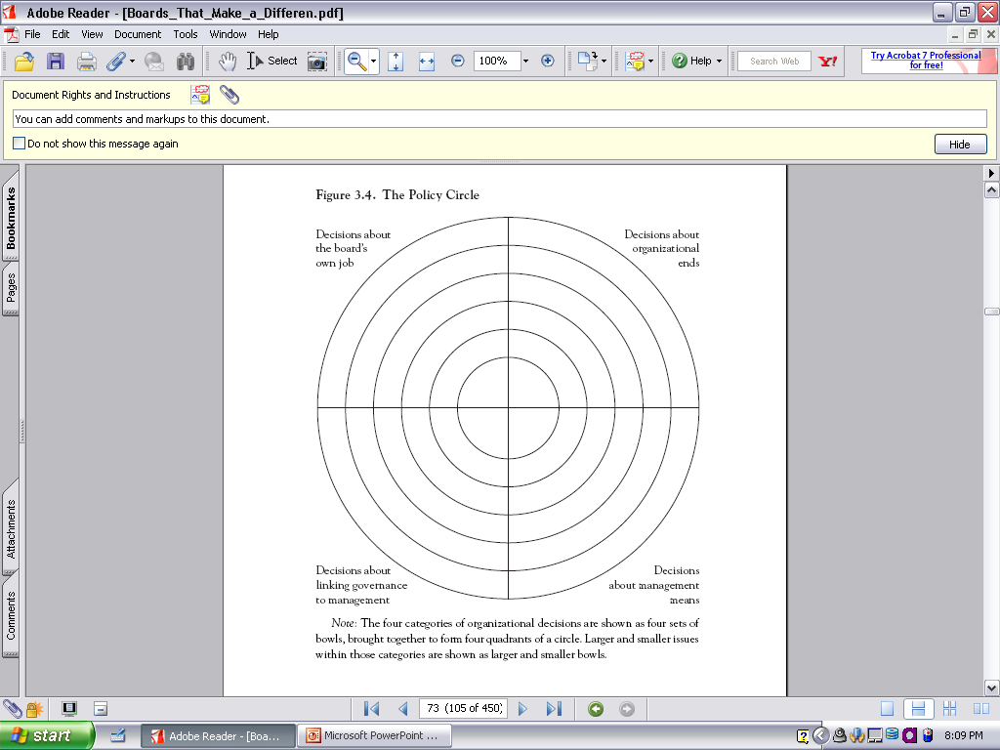 Adobe Reader - [Boards_That_Make_a_Differen.pdf]
File Edit View Document Tools Window Help
Select 100% Help Search Web Y! Try Acrobat 7 Professional
for free!
Document Rights and Instructions
You can add comments and markups to this document.
Do not show this message again Hide
Bookmarks
Pages
Attachments
Comments
Figure 3.4. The Policy Circle
Decisions about
the board's
own job
Decisions about
organizational
ends
Decisions about
linking governance
to management
Decisions
about management
means
Note: The four categories of organizational decisions are shown as four sets of
bowls, brought together to form four quadrants of a circle. Larger and smaller issues
within those categories are shown as larger and smaller bowls.
73 (105 of 450)
start Adobe Reader - [Boa... Microsoft PowerPoint ... 8:09 PM